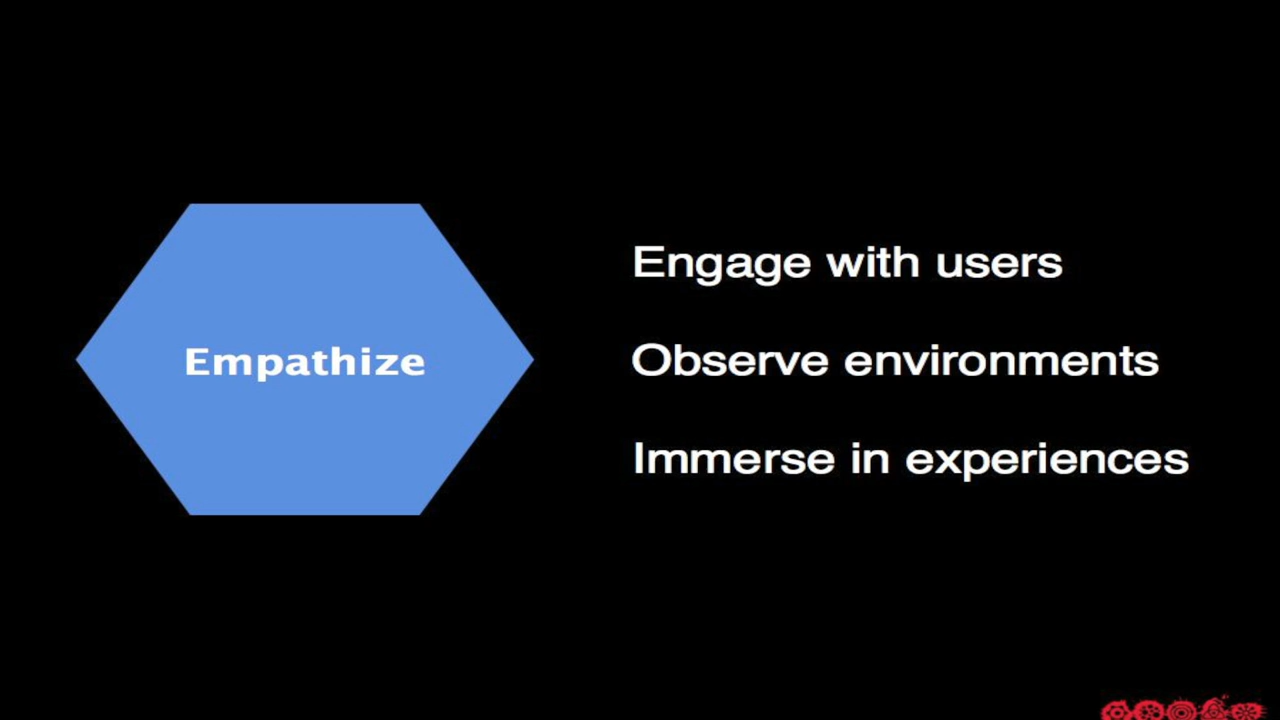 Empathize
Engage with users
Observe environments
Immerse in experiences